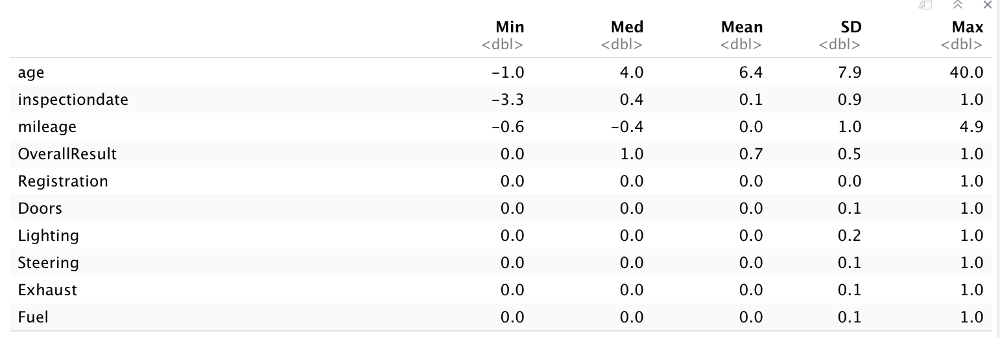 Min Med Mean SD Max
<dbl> <dbl> <dbl> <dbl> <dbl>
age −1.0 4.0 6.4 7.9 40.0
inspectiondate −3.3 0.4 0.1 0.9 1.0
mileage −0.6 −0.4 0.0 1.0 4.9
OverallResult 0.0 1.0 0.7 0.5 1.0
Registration 0.0 0.0 0.0 0.0 1.0
Doors 0.0 0.0 0.0 0.1 1.0
Lighting 0.0 0.0 0.0 0.2 1.0
Steering 0.0 0.0 0.0 0.1 1.0
Exhaust 0.0 0.0 0.0 0.1 1.0
Fuel 0.0 0.0 0.0 0.1 1.0